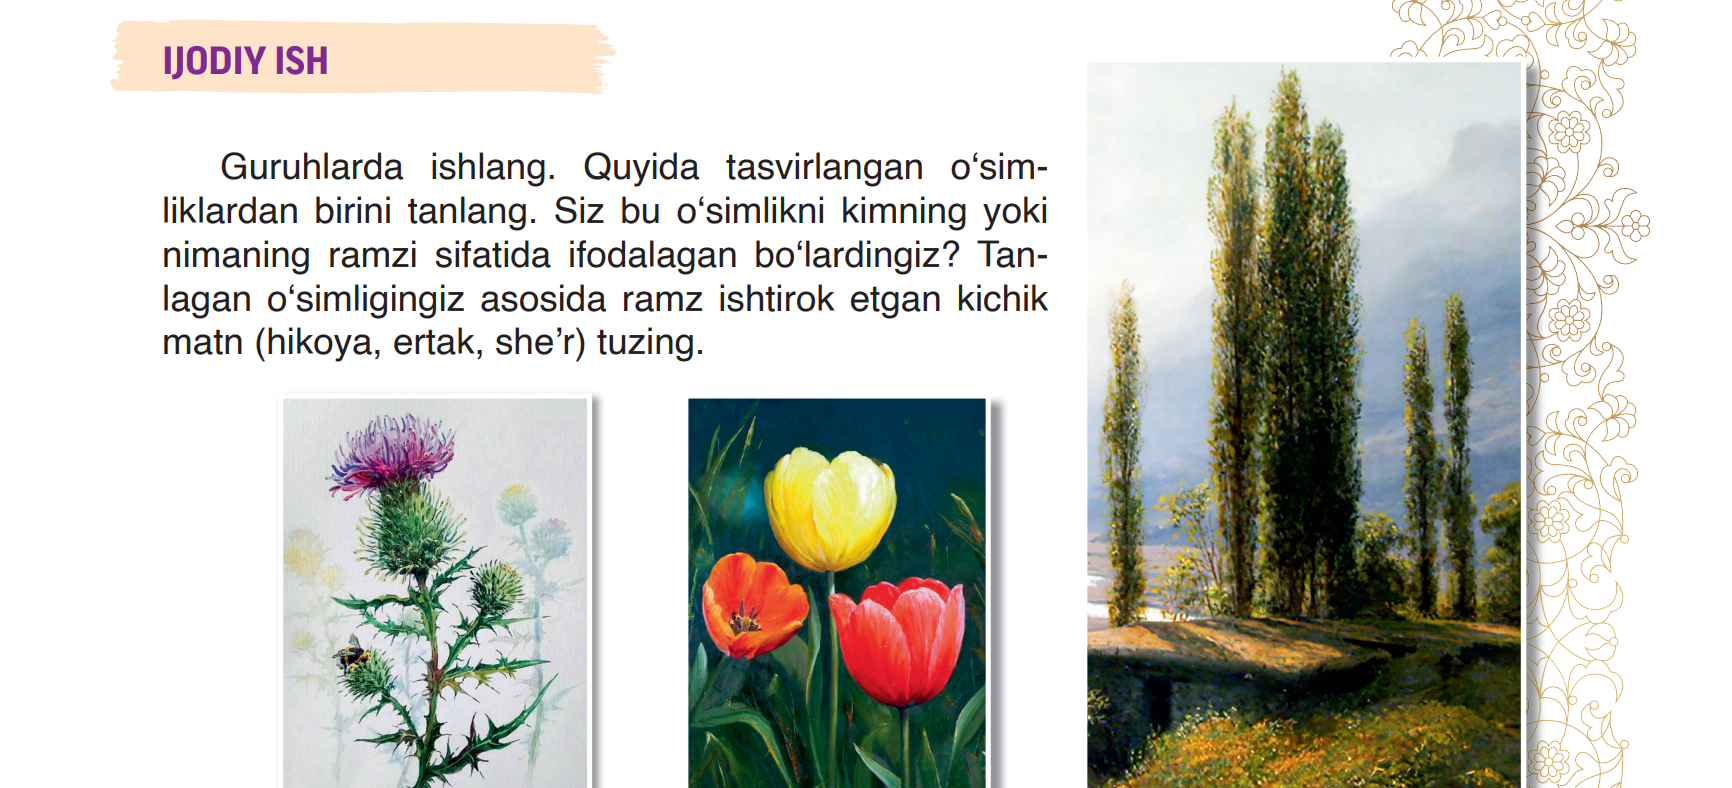 IJODIY ISH
Guruhlarda ishlang. Quyida tasvirlangan o‘sim-
liklardan birini tanlang. Siz bu o‘simlikni kimning yoki
nimaning ramzi sifatida ifodalagan bo‘lardingiz? Tan-
lagan o‘simligingiz asosida ramz ishtirok etgan kichik
matn (hikoya, ertak, she’r) tuzing.